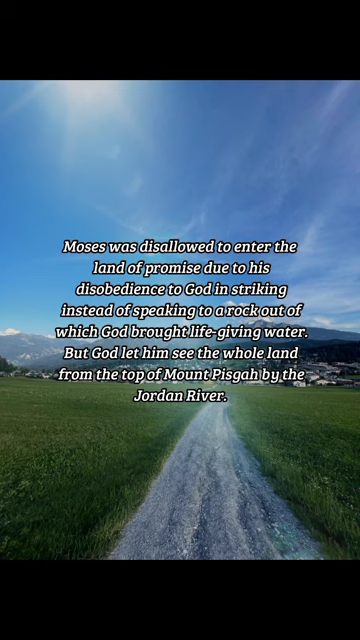 Moses was disallowed to enter the
land of promise due to his
disobedience to God in striking
instead of speaking to a rock out of
which God brought life-giving water.
But God let him see the whole land
from the top of Mount Pisgah by the
Jordan River.